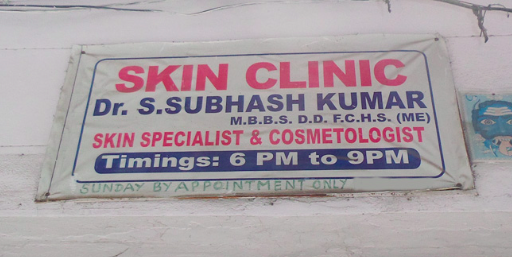 SKIN CLINIC
Dr. S.SUBHASH KUMAR
M.B.B.S. D.D. F.C.H.S. (ME)
SKIN SPECIALIST & COSMETOLOGIST
Timings: 6 PM to 9PM
SUNDAY BY APPOINTMENT ONLY